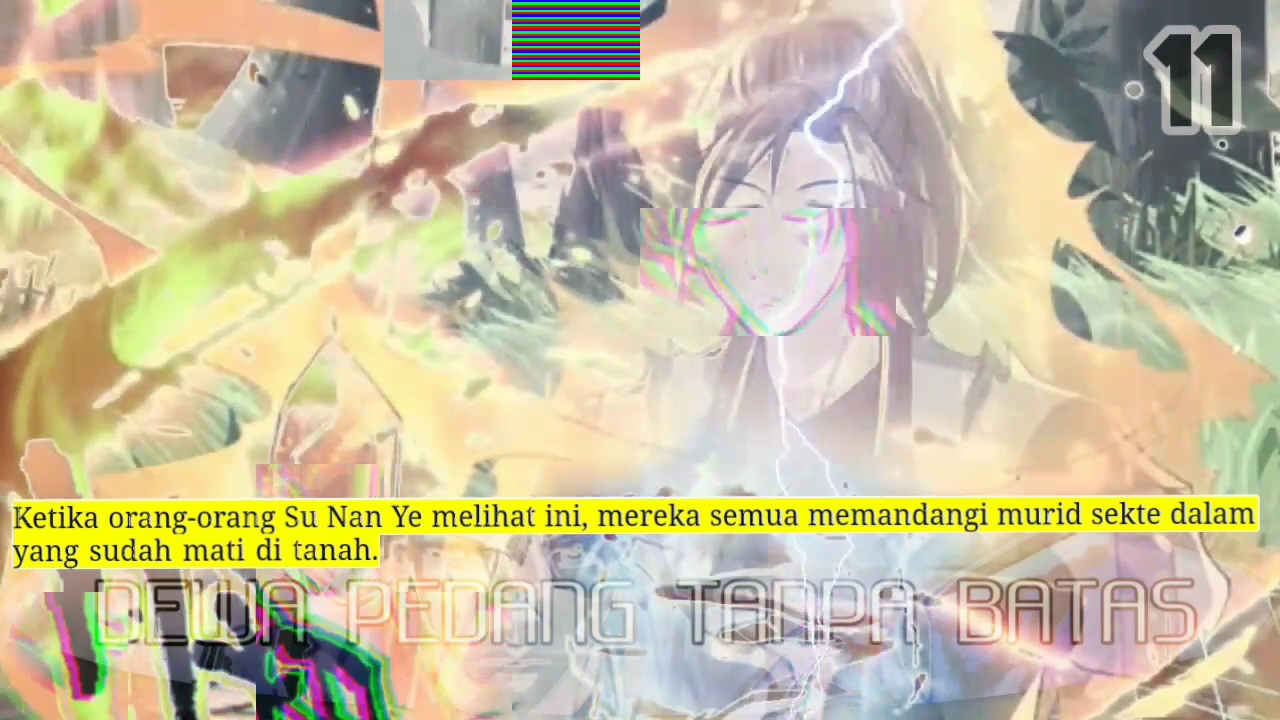 11
Ketika orang-orang Su Nan Ye melihat ini, mereka semua memandangi murid sekte dalam
yang sudah mati di tanah.
DEWA PEDANG TANPA BATAS